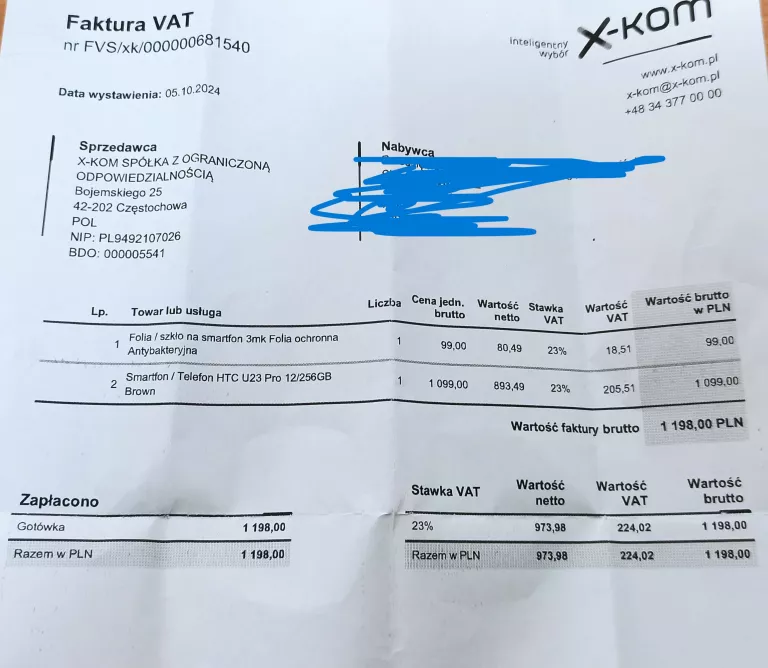 Faktura VAT
nr FVS/xk/000000681540
Data wystawienia: 05.10.2024
Inteligentny
wybór
X-KOM
www.x-kom.pl
x-kom@x-kom.pl
+48 34 377 00 00
Sprzedawca
X-KOM SPÓŁKA Z OGRANICZONĄ
ODPOWIEDZIALNOŚCIĄ
Bojemskiego 25
42-202 Częstochowa
POL
NIP: PL9492107026
BDO: 000005541
Nabywca
Lp. Towar lub usługa Liczba Cena jedn. brutto Wartość netto Stawka VAT Wartość VAT Wartość brutto w PLN
1 Folia / szkło na smartfon 3mk Folia ochronna 1 99,00 80,49 23% 18,51 99,00
Antybakteryjna
2 Smartfon / Telefon HTC U23 Pro 12/256GB 1 1 099,00 893,49 23% 205,51 1 099,00
Brown
Wartość faktury brutto 1 198,00 PLN
Zapłacono
Gotówka 1 198,00
Razem w PLN 1 198,00
Stawka VAT Wartość netto Wartość VAT Wartość brutto
23% 973,98 224,02 1 198,00
Razem w PLN 973,98 224,02 1 198,00